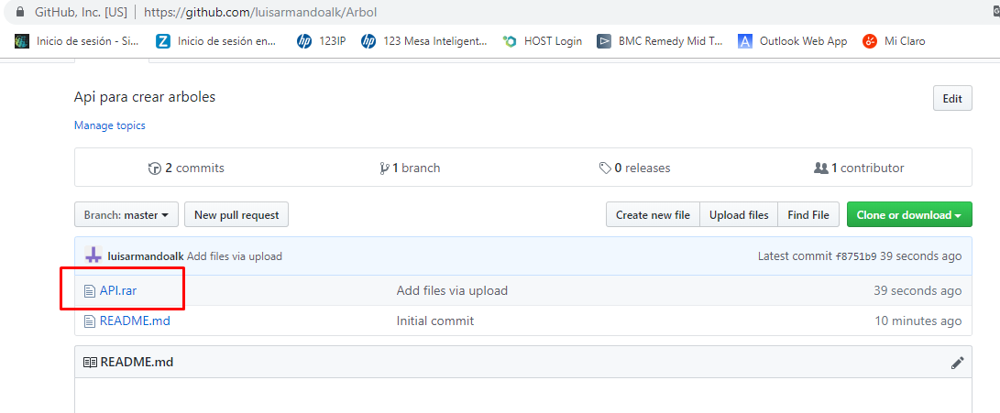 GitHub, Inc. [US] | https://github.com/luisarmandoalk/Arbol
Inicio de sesión - Si... Inicio de sesión en... 123IP 123 Mesa Inteligent... HOST Login BMC Remedy Mid T... Outlook Web App Mi Claro
Api para crear arboles Edit
Manage topics
2 commits 1 branch 0 releases 1 contributor
Branch: master New pull request Create new file Upload files Find File Clone or download
luisarmandoalk Add files via upload Latest commit f8751b9 39 seconds ago
API.rar Add files via upload 39 seconds ago
README.md Initial commit 10 minutes ago
README.md